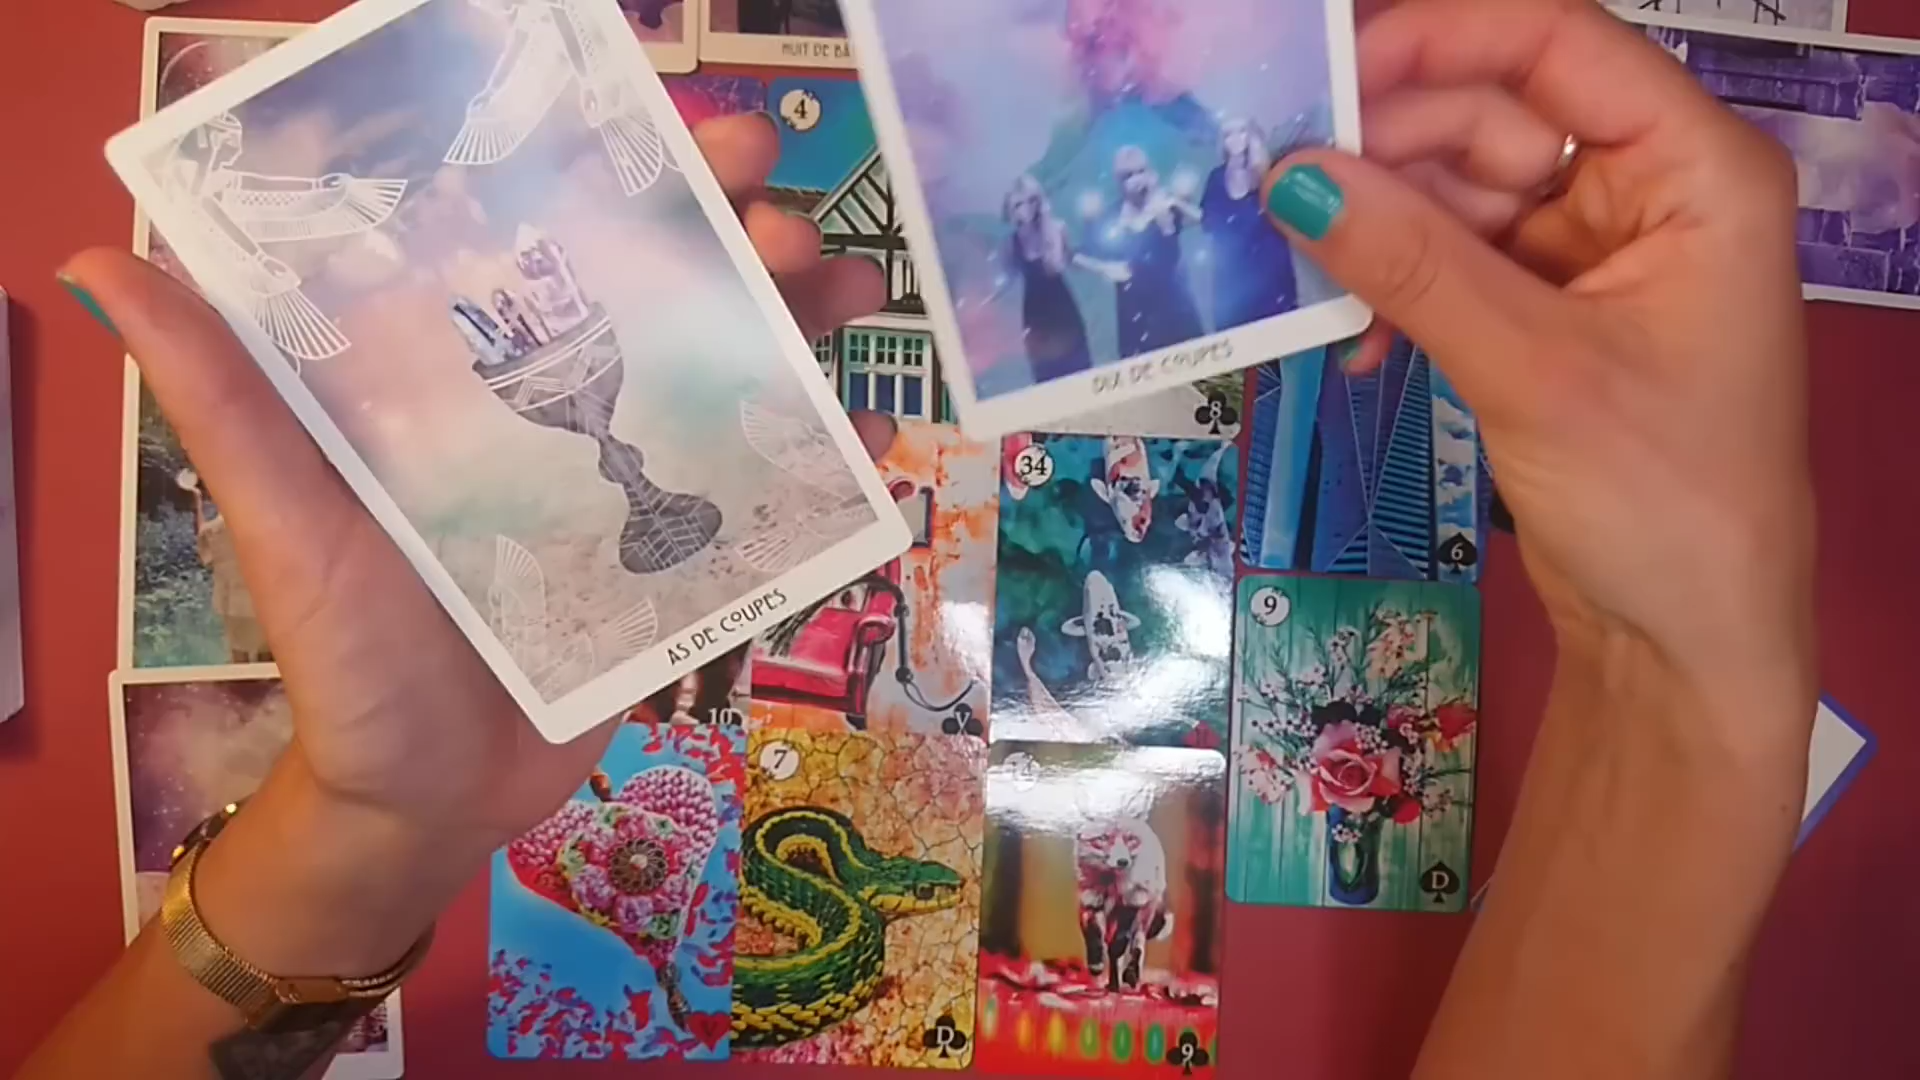 HUIT DE BÂ
4
DIX DE COUPES
8
34
6
9
AS DE COUPES
10
V
7
D
V
D
9